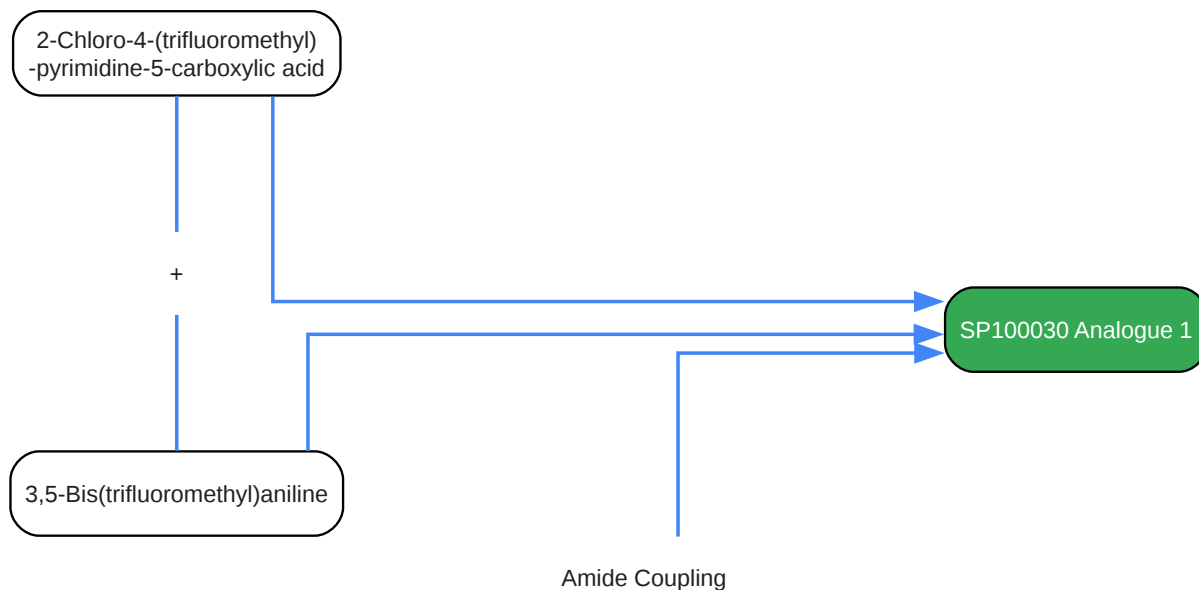 2-Chloro-4-(trifluoromethyl)
-pyrimidine-5-carboxylic acid
+
SP100030 Analogue 1
3,5-Bis(trifluoromethyl)aniline
Amide Coupling